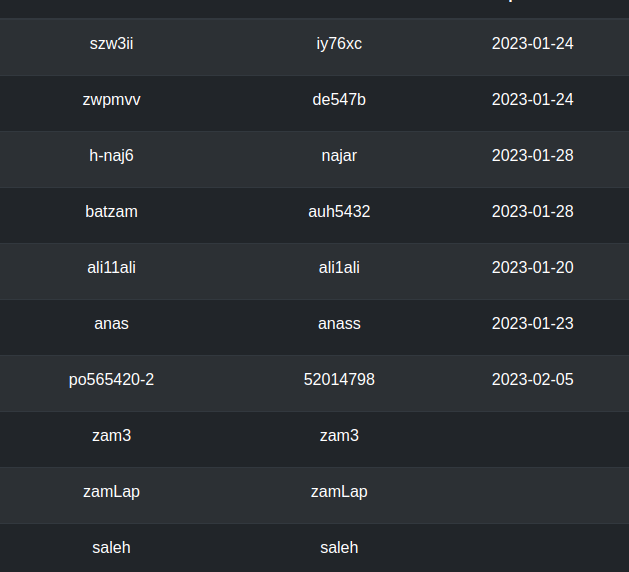 szw3ii iy76xc 2023-01-24
zwpmvv de547b 2023-01-24
h-naj6 najar 2023-01-28
batzam auh5432 2023-01-28
ali11ali ali1ali 2023-01-20
anas anass 2023-01-23
po565420-2 52014798 2023-02-05
zam3 zam3
zamLap zamLap
saleh saleh